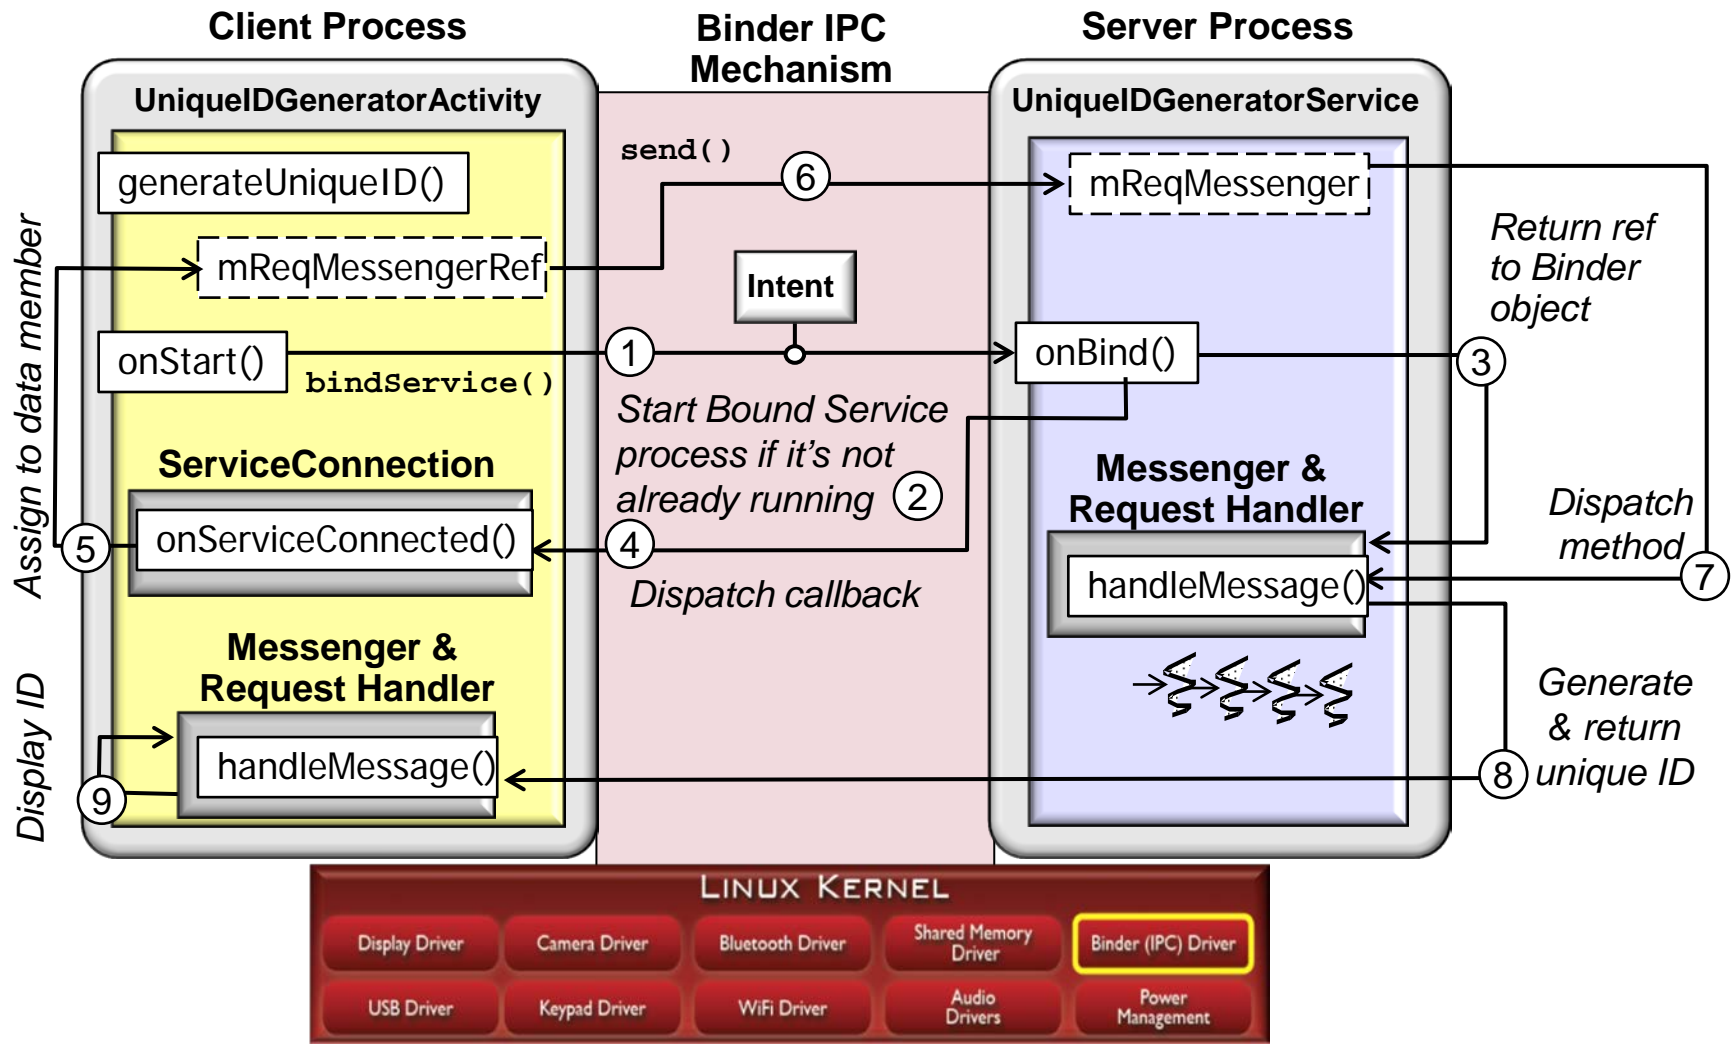 Client Process
Binder IPC
Mechanism
Server Process
UniqueIDGeneratorActivity
UniqueIDGeneratorService
generateUniqueID()
send()
6
mReqMessenger
mReqMessengerRef
Intent
Return ref
to Binder
object
onStart()
bindService()
1
onBind()
3
Start Bound Service
process if it's not
already running
2
Assign to data member
ServiceConnection
onServiceConnected()
5
4
Dispatch callback
Messenger &
Request Handler
handleMessage()
Dispatch
method
7
Messenger &
Request Handler
handleMessage()
Display ID
9
Generate
& return
unique ID
8
LINUX KERNEL
Display Driver
Camera Driver
Bluetooth Driver
Shared Memory
Driver
Binder (IPC) Driver
USB Driver
Keypad Driver
WiFi Driver
Audio
Drivers
Power
Management